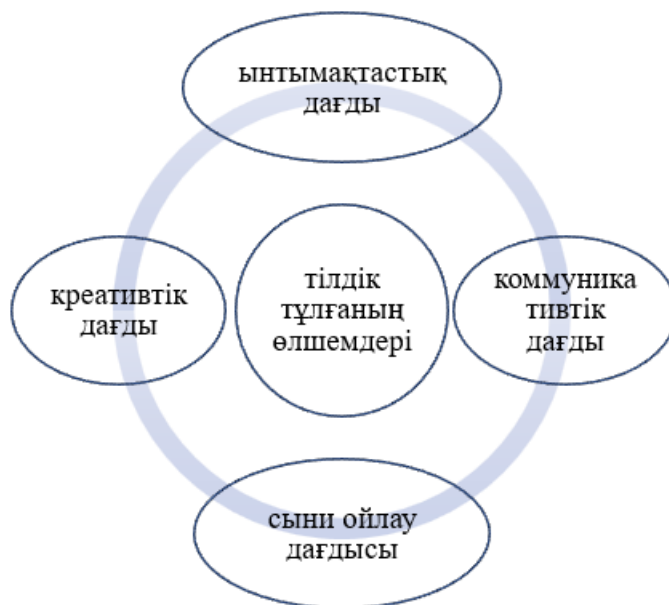 ынтымақтастық
дағды
креативтік
дағды
тілдік
тұлғаның
өлшемдері
коммуника
тивтік
дағды
сыни ойлау
дағдысы